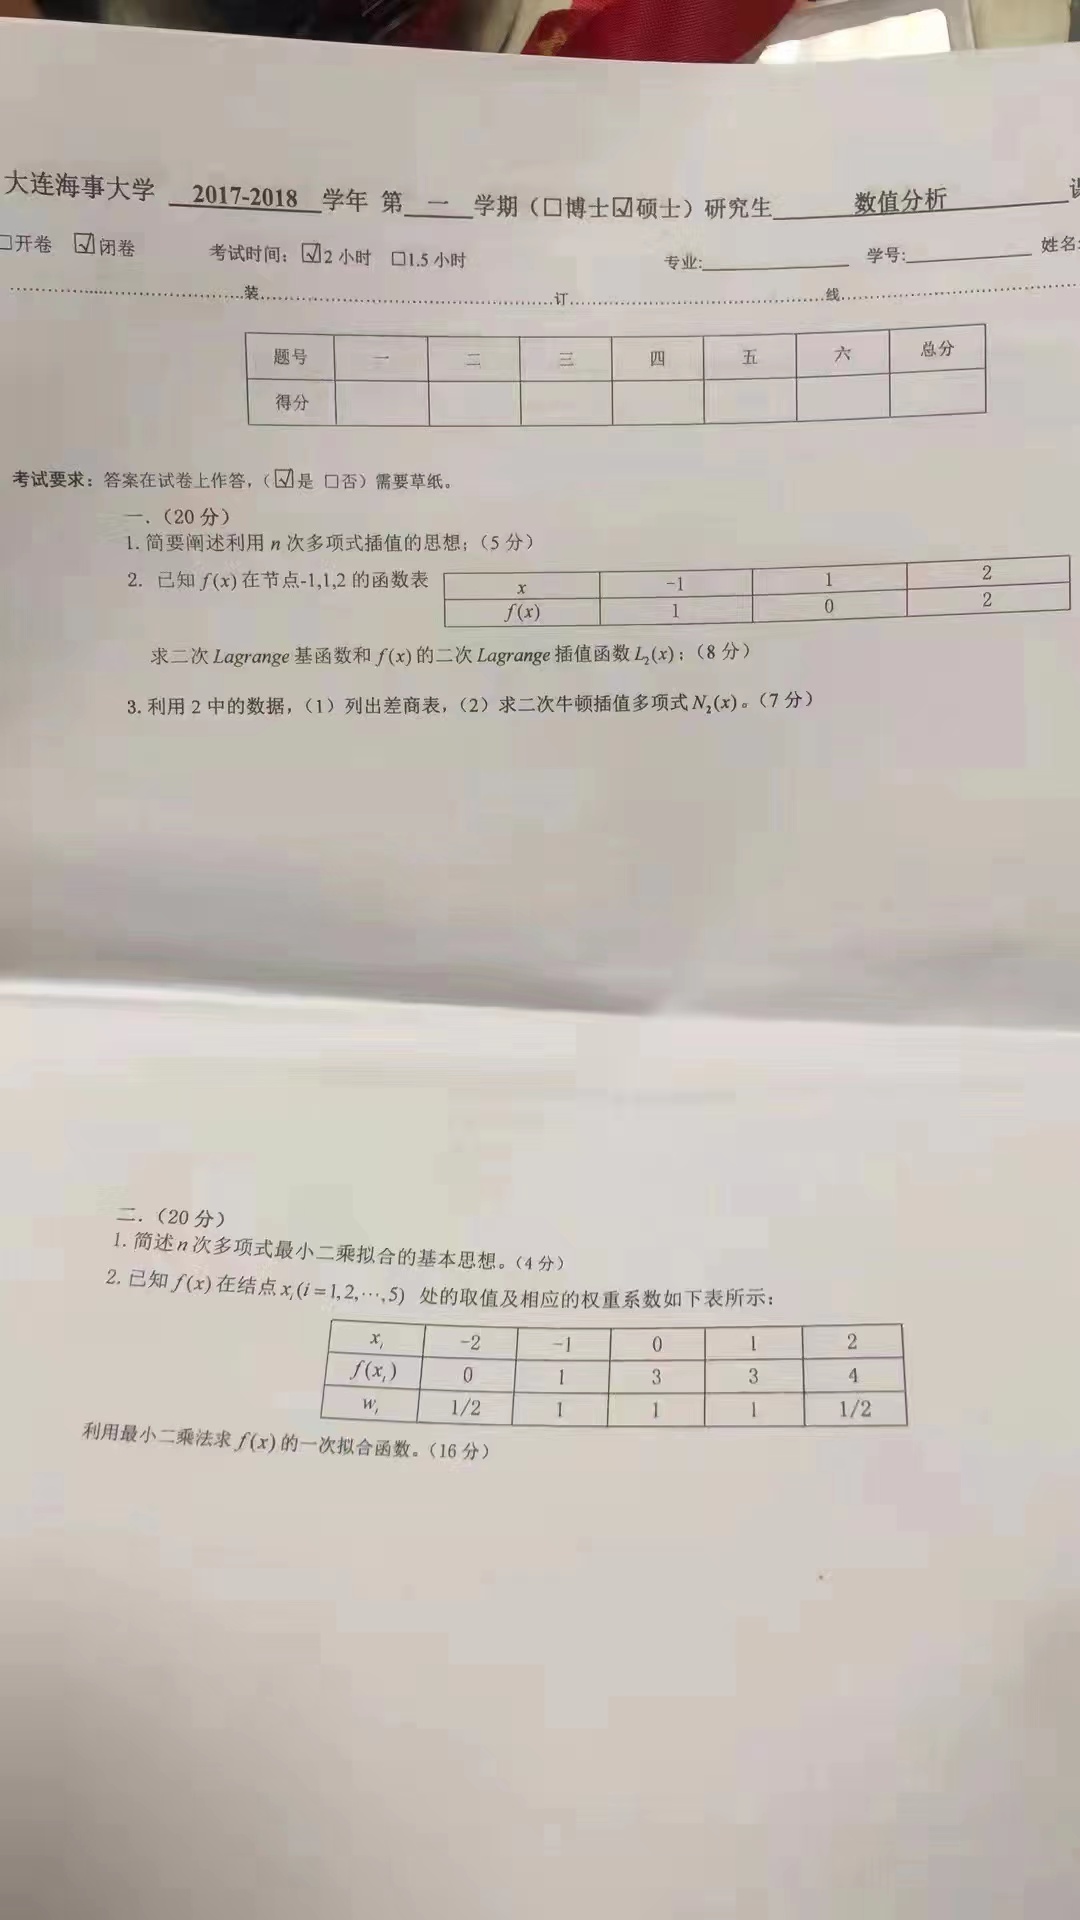 大连海事大学 2017-2018 学年 第 一 学期（□博士☑硕士）研究生 数值分析
□开卷 ☑闭卷 考试时间：☑2 小时 □1.5 小时 专业: 学号: 姓名:
装 订 线
题号 一 二 三 四 五 六 总分
得分
考试要求：答案在试卷上作答，（☑是 □否）需要草纸。
一．（20 分）
1. 简要阐述利用 n 次多项式插值的思想；（5 分）
2. 已知 f(x) 在节点-1,1,2 的函数表
x -1 1 2
f(x) 1 0 2
求二次 Lagrange 基函数和 f(x) 的二次 Lagrange 插值函数 L₂(x)；（8 分）
3. 利用 2 中的数据，（1）列出差商表，（2）求二次牛顿插值多项式 N₂(x)。（7 分）
二．（20 分）
1. 简述 n 次多项式最小二乘拟合的基本思想。（4 分）
2. 已知 f(x) 在结点 xᵢ(i=1,2,⋯,5) 处的取值及相应的权重系数如下表所示：
xᵢ -2 -1 0 1 2
f(xᵢ) 0 1 3 3 4
wᵢ 1/2 1 1 1 1/2
利用最小二乘法求 f(x) 的一次拟合函数。（16 分）